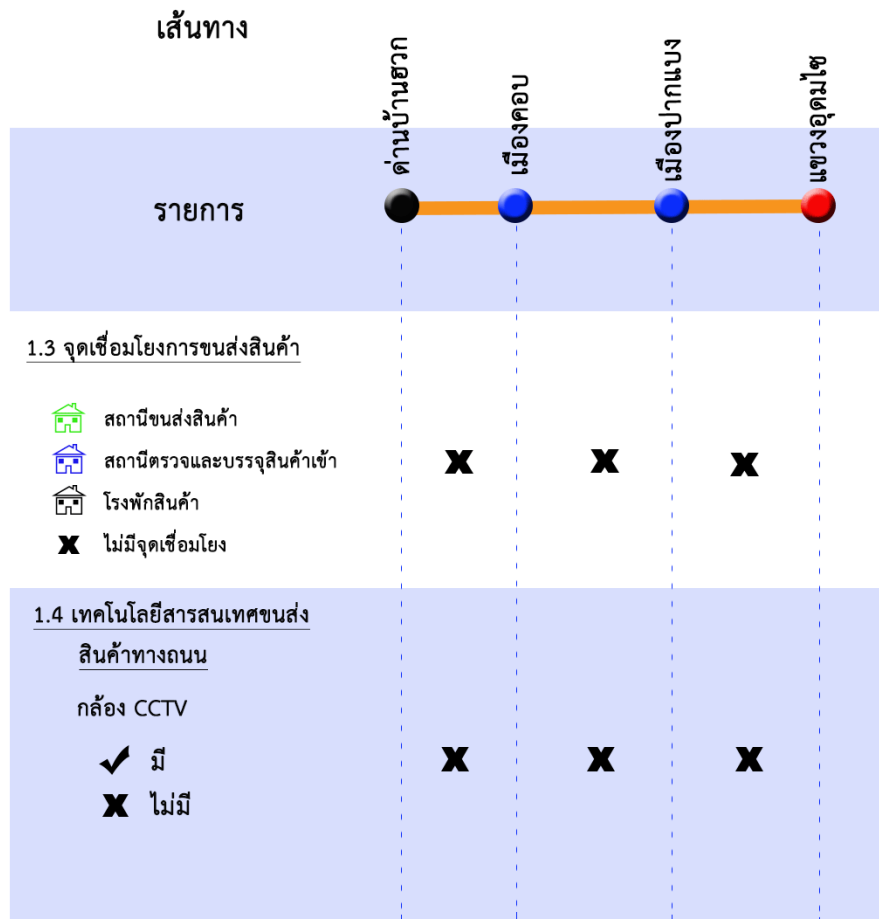 เส้นทาง
ด่านบ้านฮวก
เมืองคอบ
เมืองปากแบง
แขวงอุดมไซ
รายการ
1.3 จุดเชื่อมโยงการขนส่งสินค้า
สถานีขนส่งสินค้า
สถานีตรวจและบรรจุสินค้าเข้า
โรงพักสินค้า
ไม่มีจุดเชื่อมโยง
1.4 เทคโนโลยีสารสนเทศขนส่ง
สินค้าทางถนน
กล้อง CCTV
มี
ไม่มี